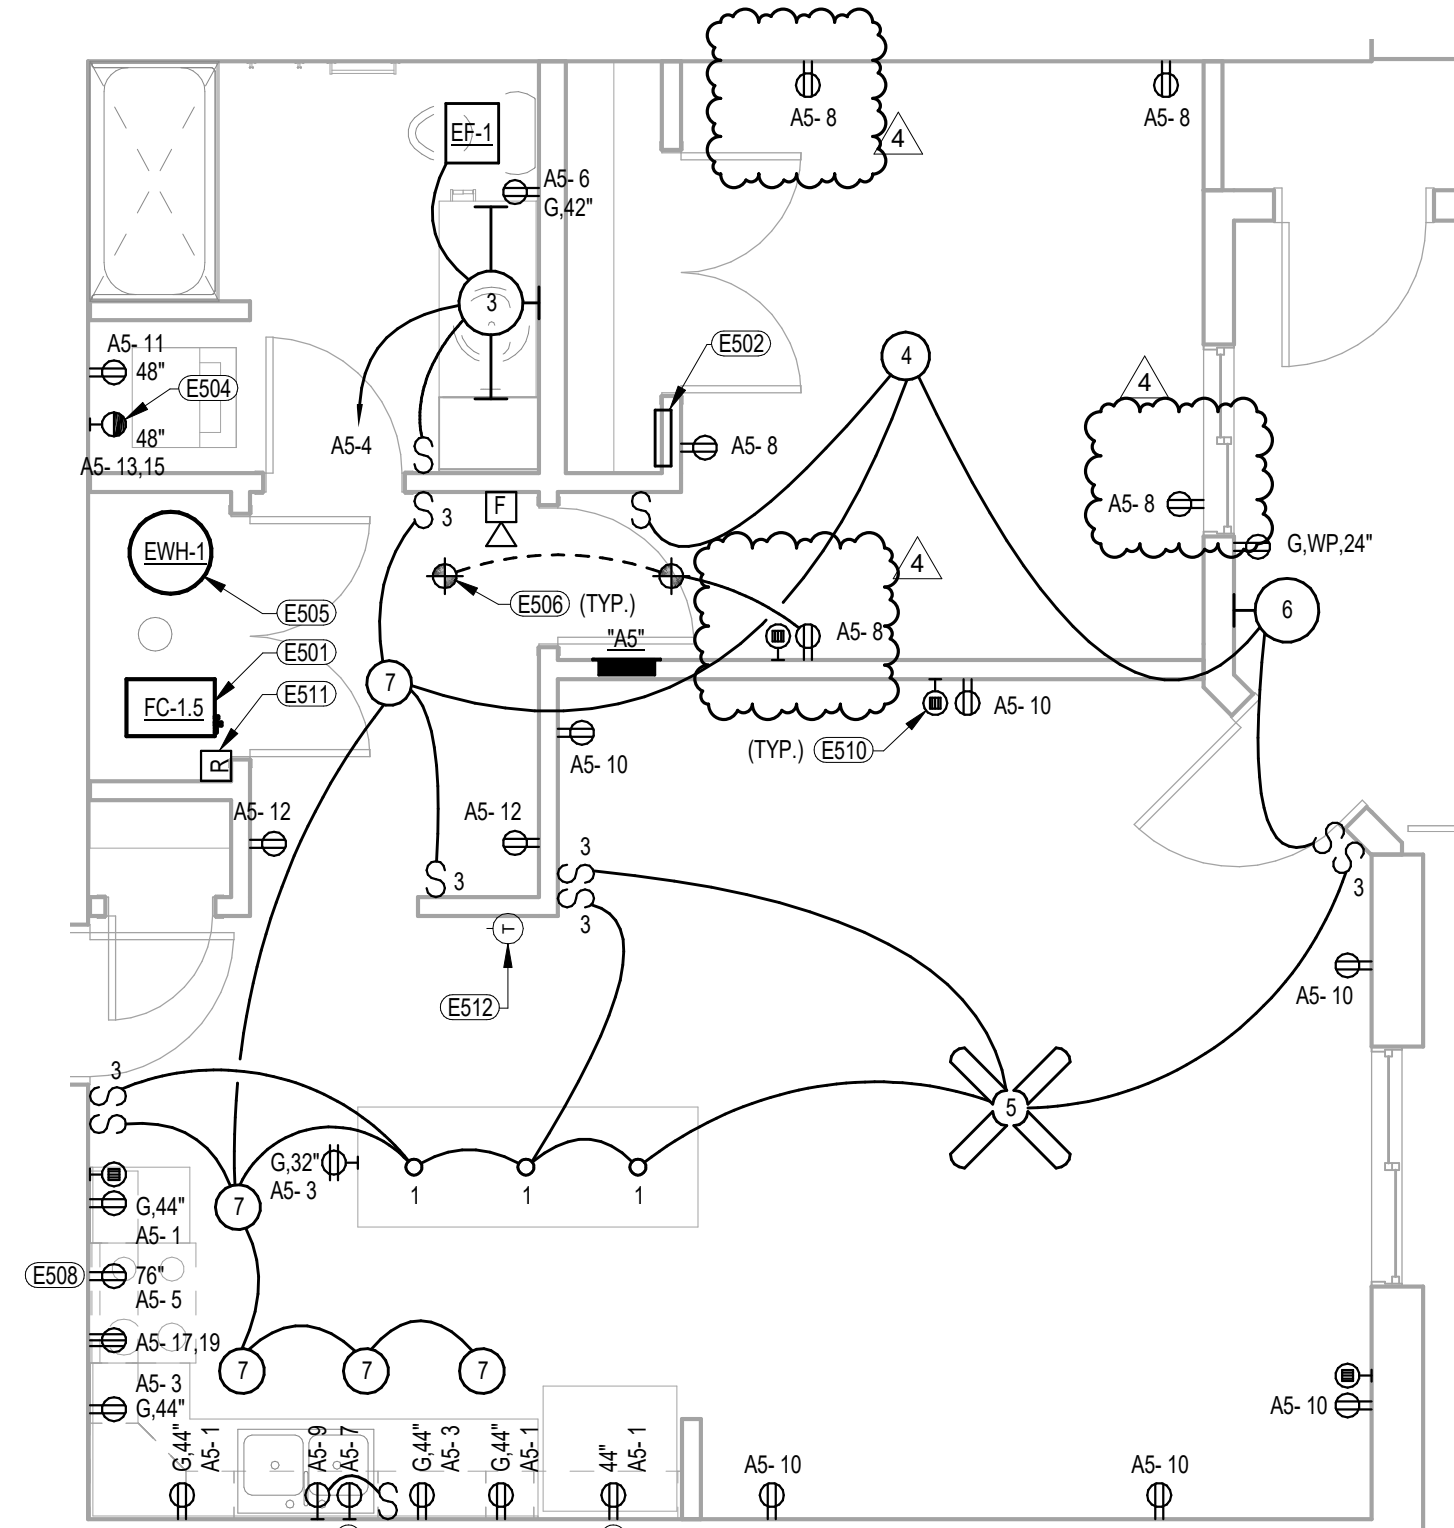 A5- 8
4
A5- 8
EF-1
A5- 6
G,42"
3
A5- 11
48"
E504
48"
A5- 13,15
A5-4
E502
A5- 8
4
4
A5- 8
G,WP,24"
3
F
EWH-1
E505
E506 (TYP.)
4
A5- 8
"A5"
6
E501
FC-1.5
E511
R
7
A5- 10
(TYP.) E510
A5- 10
A5- 12
A5- 12
3
3
3
3
T
E512
A5- 10
3
5
G,32"
A5- 3
1
1
1
7
G,44"
A5- 1
E508
76"
A5- 5
A5- 17,19
A5- 3
G,44"
7
7
7
A5- 10
G,44"
A5- 1
A5- 9
A5- 7
G,44"
A5- 3
G,44"
A5- 1
44"
A5- 1
A5- 10
A5- 10